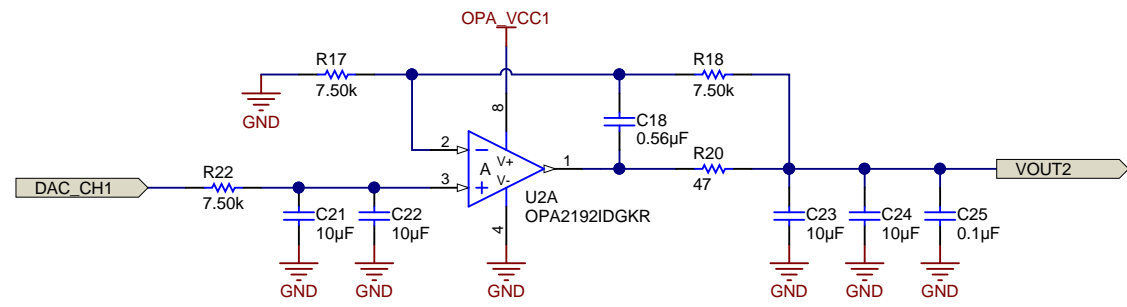 OPA_VCC1
R17
7.50k
GND
R18
7.50k
C18
0.56µF
8
2
3
1
4
A
V+
V-
U2A
OPA2192IDGKR
R20
47
VOUT2
DAC_CH1
R22
7.50k
C21
10µF
C22
10µF
C23
10µF
C24
10µF
C25
0.1µF
GND
GND
GND
GND
GND
GND